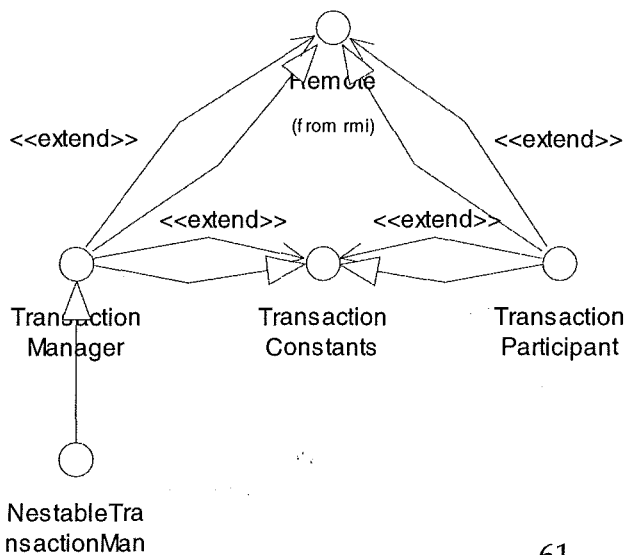 Remote
(from rmi)
<<extend>>
<<extend>>
<<extend>>
<<extend>>
Transaction
Manager
Transaction
Constants
Transaction
Participant
NestableTra
nsactionMan
61